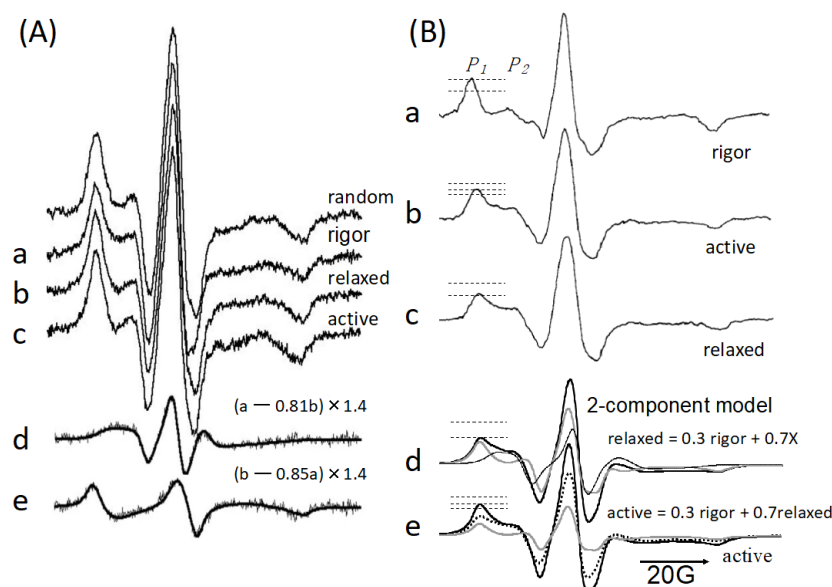 (A)
random
rigor
a
relaxed
b
active
c
(a — 0.81b) × 1.4
d
(b — 0.85a) × 1.4
e
(B)
P1 P2
a
rigor
b
active
c
relaxed
2-component model
relaxed = 0.3 rigor + 0.7X
d
active = 0.3 rigor + 0.7relaxed
e
active
20G